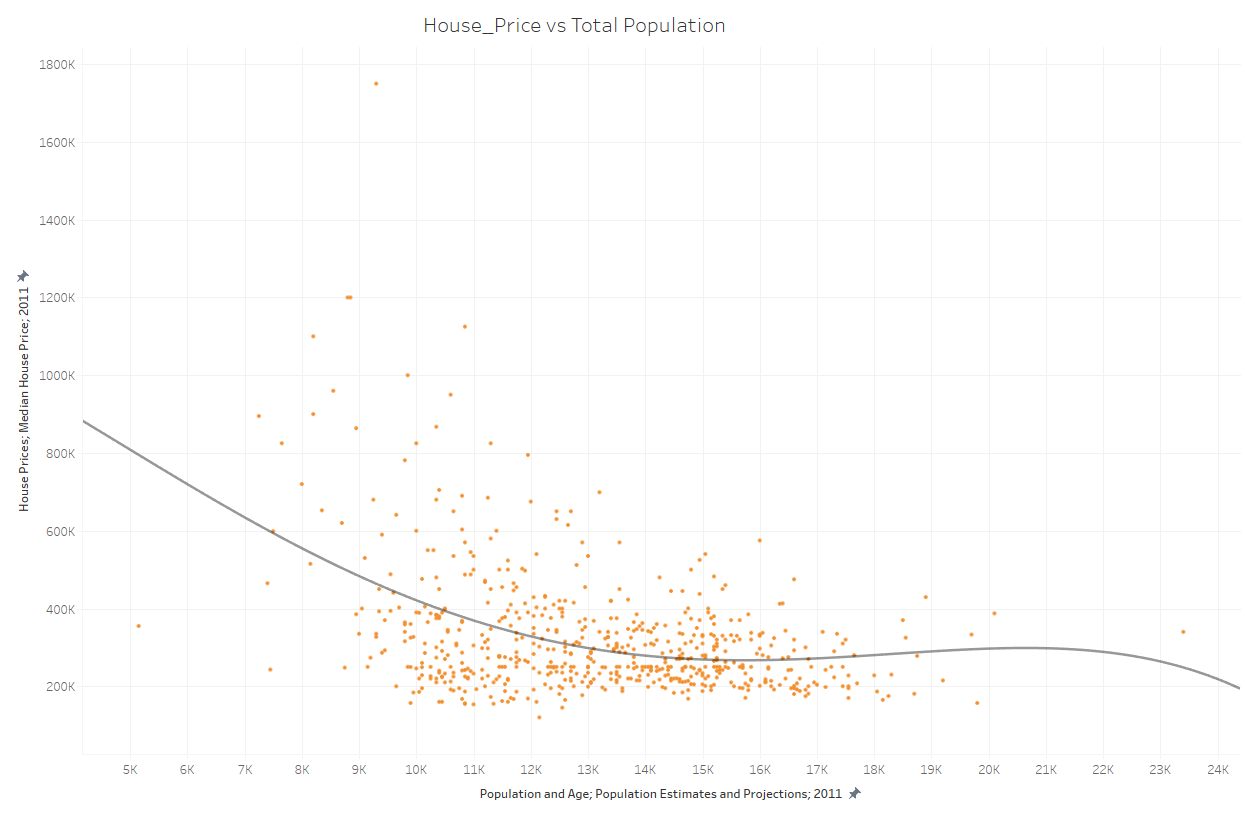 House_Price vs Total Population
1800K
1600K
1400K
1200K
1000K
800K
600K
400K
200K
House Prices; Median House Price; 2011
5K 6K 7K 8K 9K 10K 11K 12K 13K 14K 15K 16K 17K 18K 19K 20K 21K 22K 23K 24K
Population and Age; Population Estimates and Projections; 2011